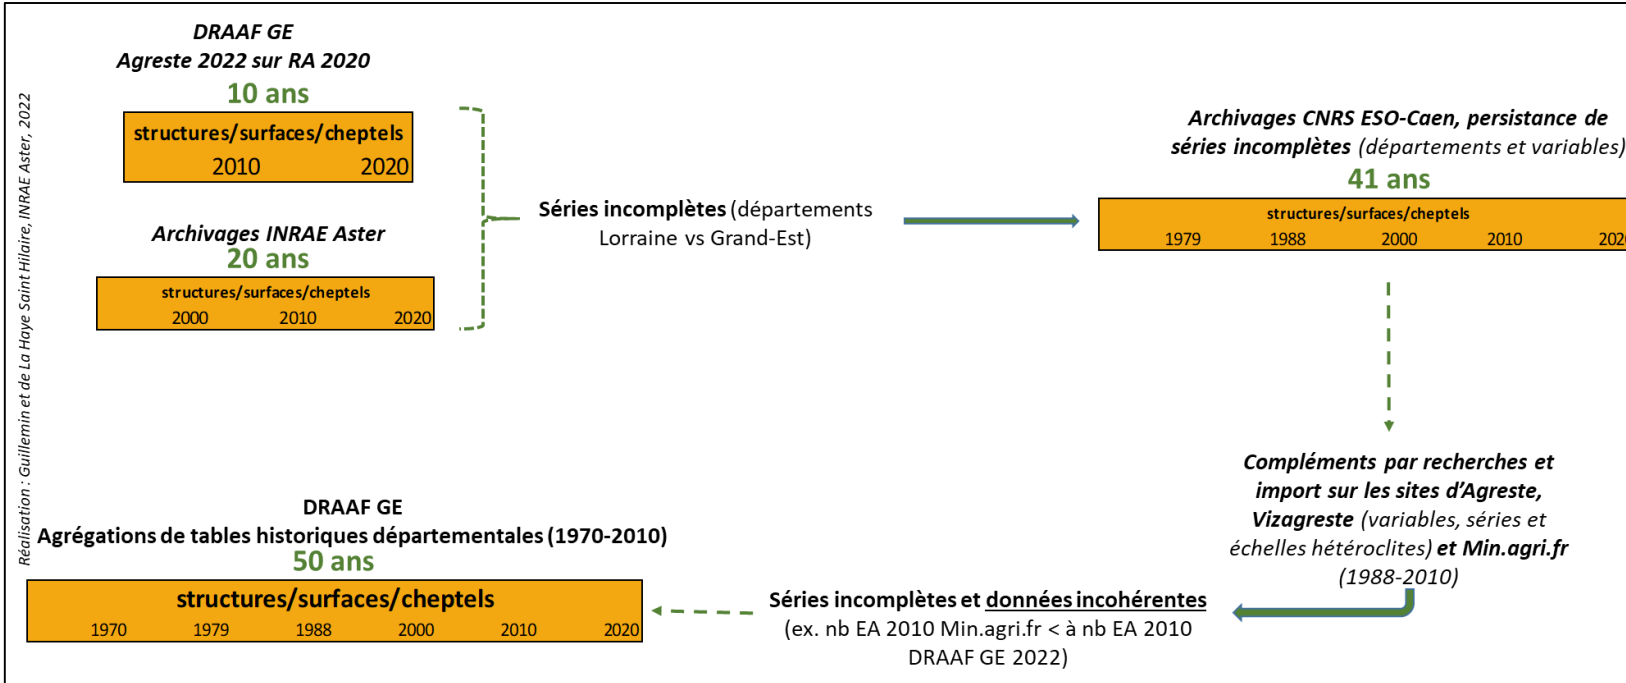 DRAAF GE
Agreste 2022 sur RA 2020
10 ans
structures/surfaces/cheptels
2010 2020
Archivages INRAE Aster
20 ans
structures/surfaces/cheptels
2000 2010 2020
Réalisation : Guillemin et de La Haye Saint Hilaire, INRAE Aster, 2022
Séries incomplètes (départements
Lorraine vs Grand-Est)
Archivages CNRS ESO-Caen, persistance de
séries incomplètes (départements et variables)
41 ans
structures/surfaces/cheptels
1979 1988 2000 2010 2020
Compléments par recherches et
import sur les sites d’Agreste,
Vizagreste (variables, séries et
échelles hétéroclites) et Min.agri.fr
(1988-2010)
Séries incomplètes et données incohérentes
(ex. nb EA 2010 Min.agri.fr < à nb EA 2010
DRAAF GE 2022)
DRAAF GE
Agrégations de tables historiques départementales (1970-2010)
50 ans
structures/surfaces/cheptels
1970 1979 1988 2000 2010 2020